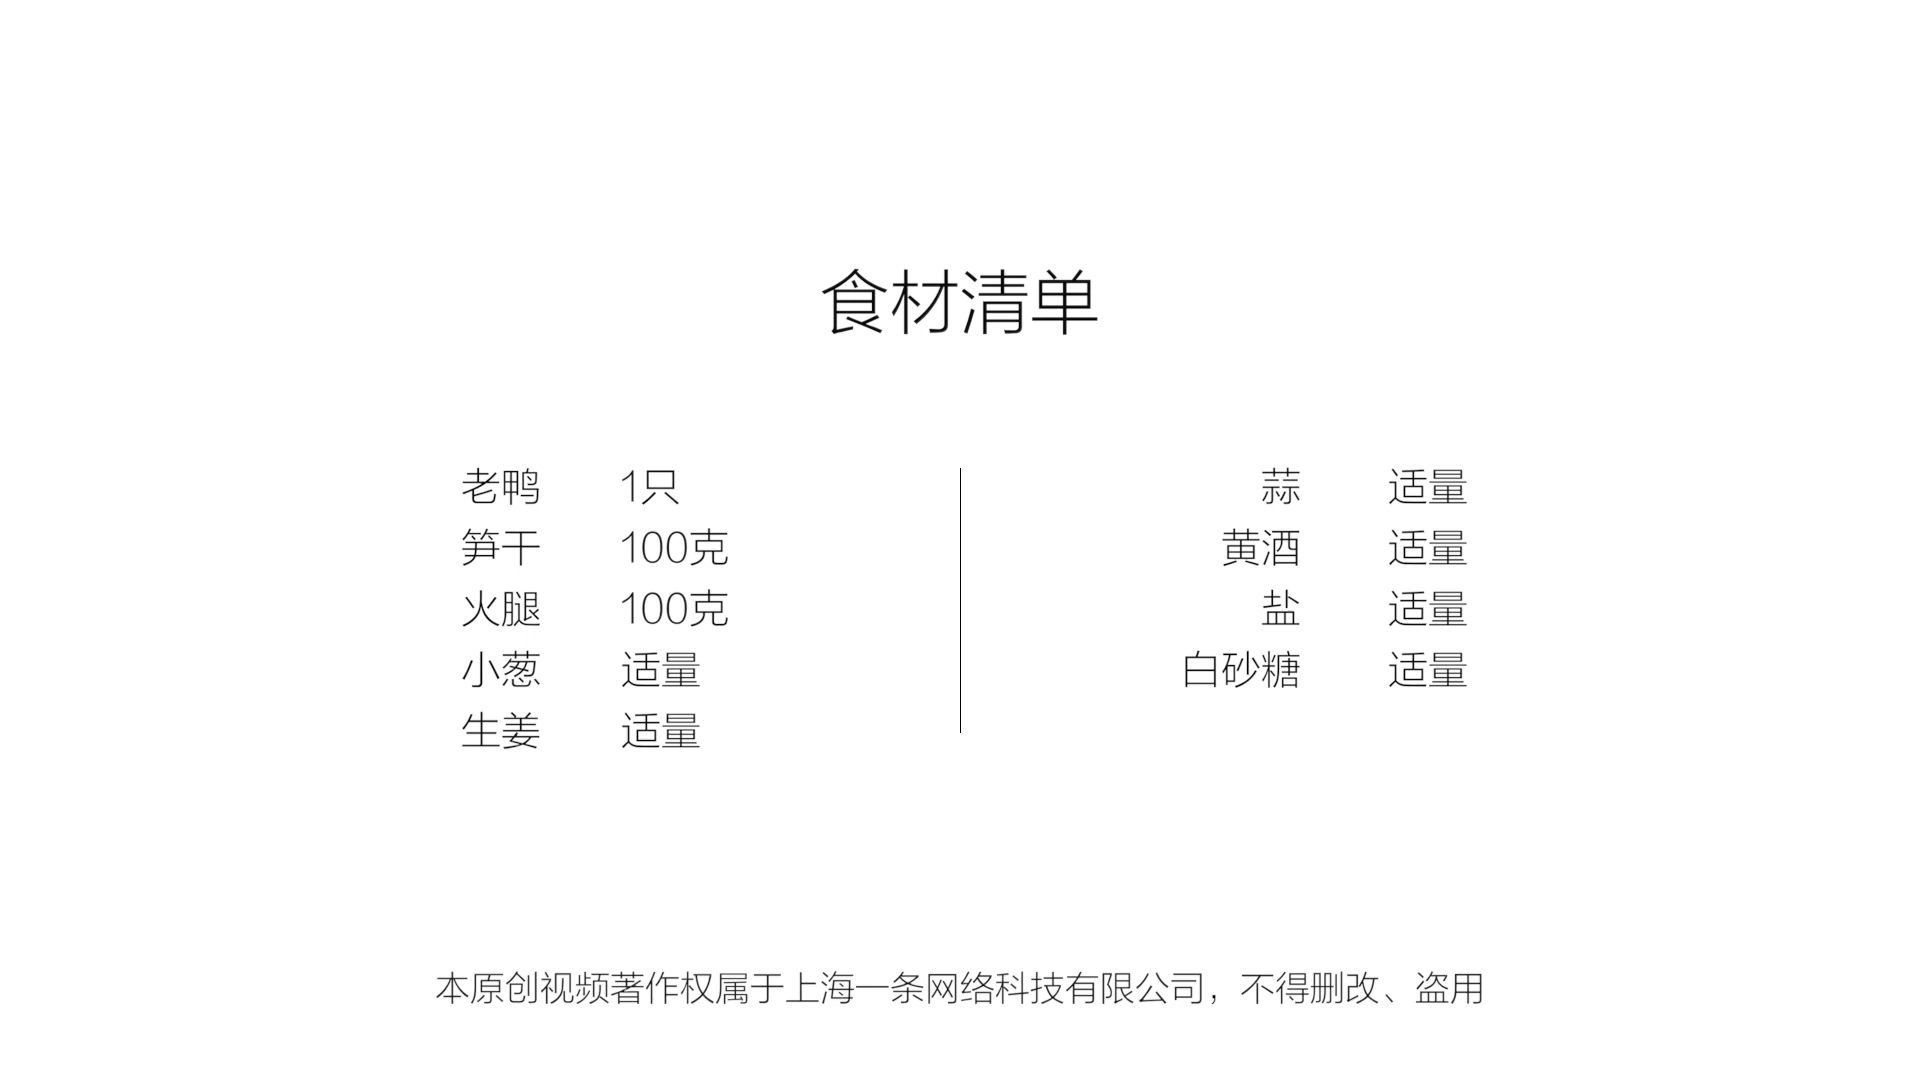 食材清单
老鸭 1只
笋干 100克
火腿 100克
小葱 适量
生姜 适量
蒜 适量
黄酒 适量
盐 适量
白砂糖 适量
本原创视频著作权属于上海一条网络科技有限公司，不得删改、盗用